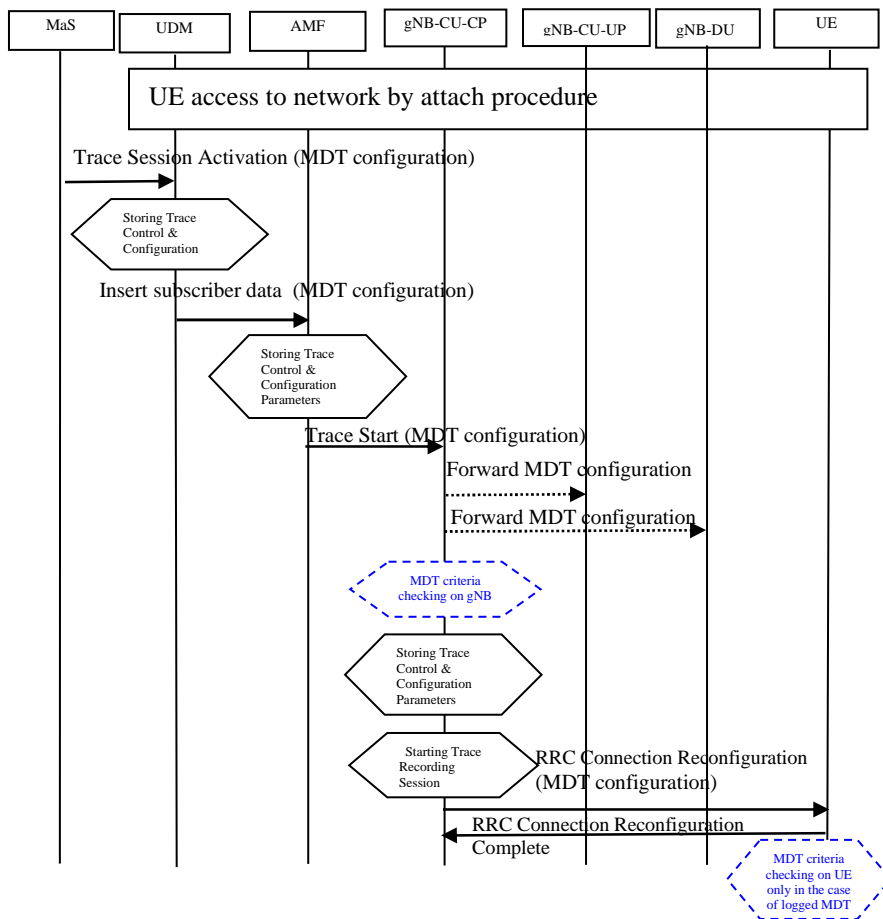 MaS
UDM
AMF
gNB-CU-CP
gNB-CU-UP
gNB-DU
UE
UE access to network by attach procedure
Trace Session Activation (MDT configuration)
Storing Trace
Control &
Configuration
Insert subscriber data (MDT configuration)
Storing Trace
Control &
Configuration
Parameters
Trace Start (MDT configuration)
Forward MDT configuration
Forward MDT configuration
MDT criteria
checking on gNB
Storing Trace
Control &
Configuration
Parameters
Starting Trace
Recording
Session
RRC Connection Reconfiguration
(MDT configuration)
RRC Connection Reconfiguration
Complete
MDT criteria
checking on UE
only in the case
of logged MDT